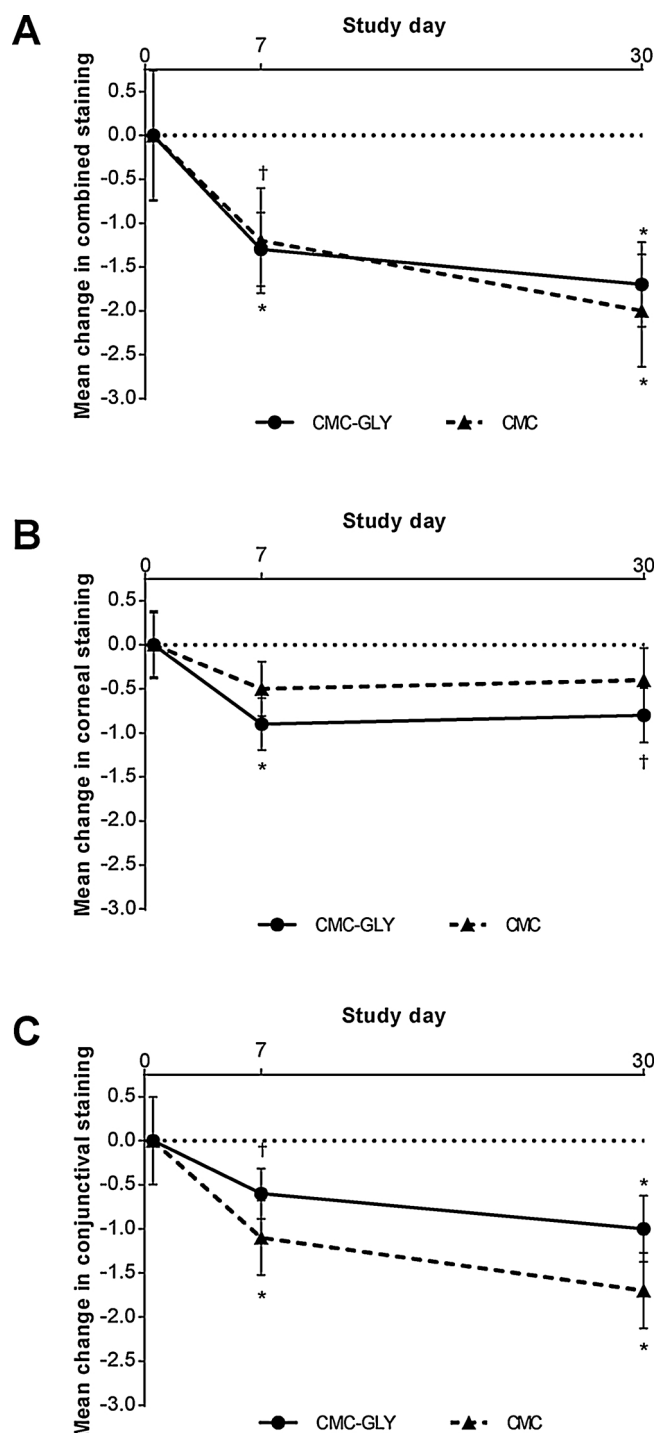 A
Study day
0 7 30
Mean change in combined staining
0.5
0.0
-0.5
-1.0
-1.5
-2.0
-2.5
-3.0
†
*
*
*
CMC-GLY CMC
B
Study day
0 7 30
Mean change in corneal staining
0.5
0.0
-0.5
-1.0
-1.5
-2.0
-2.5
-3.0
*
†
CMC-GLY CMC
C
Study day
0 7 30
Mean change in conjunctival staining
0.5
0.0
-0.5
-1.0
-1.5
-2.0
-2.5
-3.0
†
*
*
*
CMC-GLY CMC